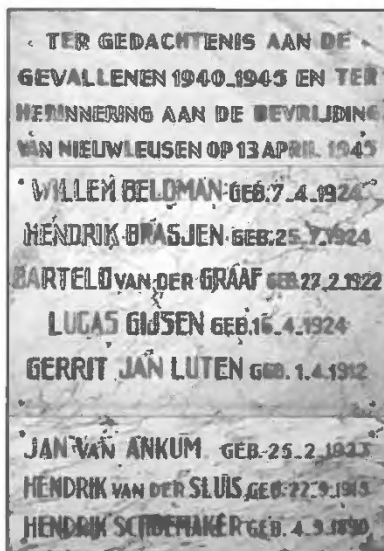 TER GEDACHTENIS AAN DE
GEVALLENEN 1940-1945 EN TER
HERINNERING AAN DE BEVRIJDING
VAN NIEUWLEUSEN OP 13 APRIL 1945
WILLEM BELDMAN GEB. 7-4-1924
HENDRIK BRASJEN GEB. 25-7-1924
BARTELD VAN DER GRAAF GEB. 27-2-1922
LUCAS GIJSEN GEB. 16-4-1924
GERRIT JAN LUTEN GEB. 1-4-1912
JAN VAN ANKUM GEB. 25-2-1923
HENDRIK VAN DER SLUIS GEB.
HENDRIK SCHOEMAKER GEB. 4-9-1890